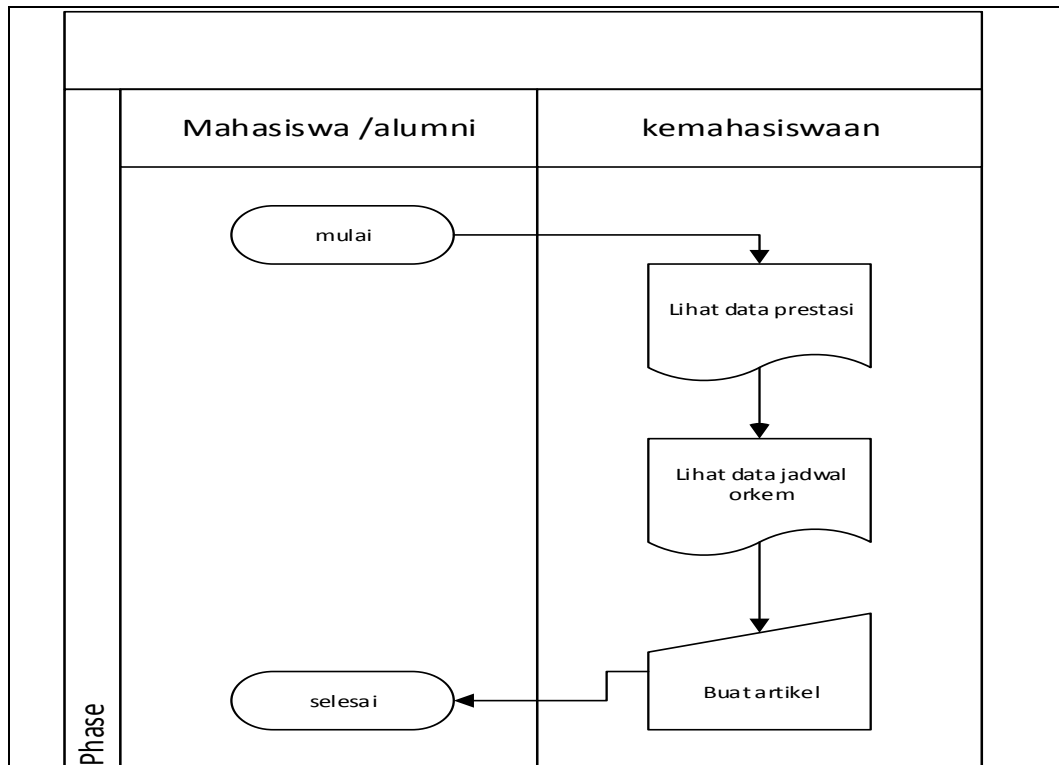 Mahasiswa /alumni
kemahasiswaan
mulai
Lihat data prestasi
Lihat data jadwal
orkem
Buat artikel
selesai
Phase